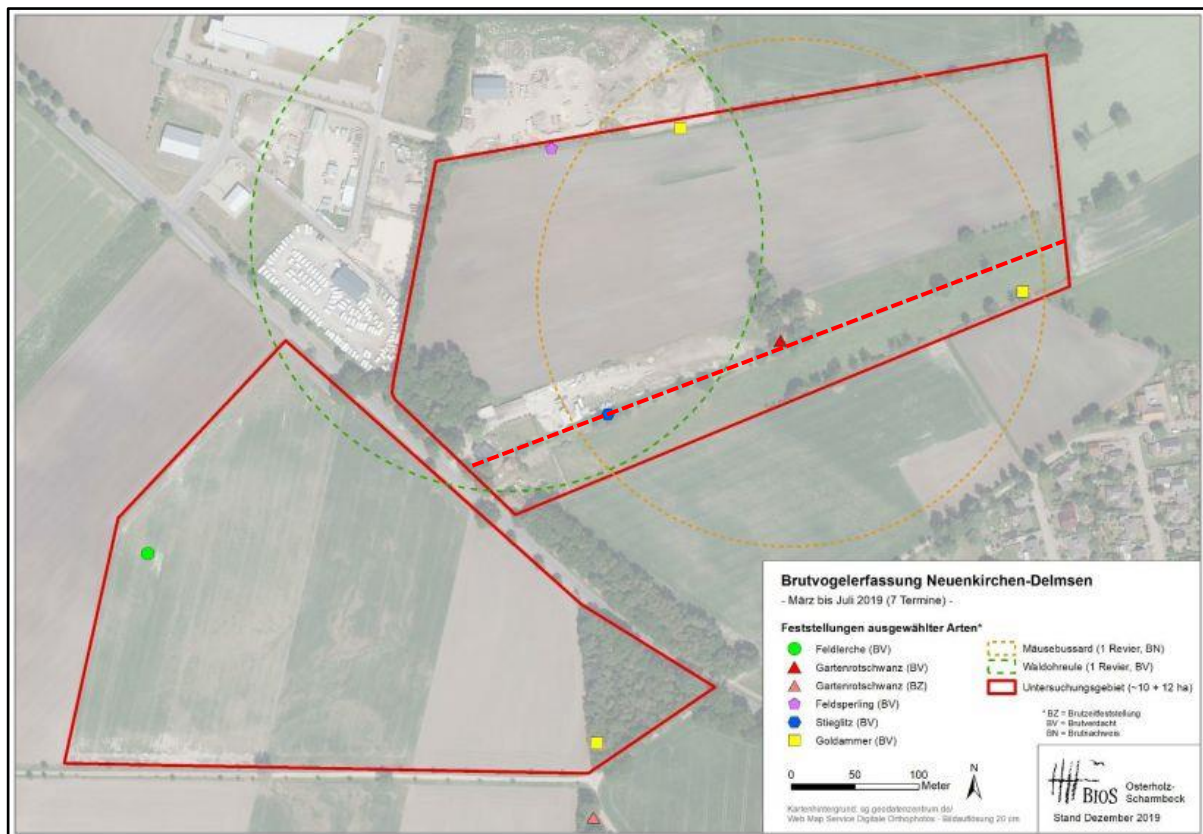 Brutvogelerfassung Neuenkirchen-Delmsen
- März bis Juli 2019 (7 Termine) -
Feststellungen ausgewählter Arten*
Feldlerche (BV)
Gartenrotschwanz (BV)
Gartenrotschwanz (BZ)
Feldsperling (BV)
Stieglitz (BV)
Goldammer (BV)
Mäusebussard (1 Revier, BN)
Waldohreule (1 Revier, BV)
Untersuchungsgebiet (~10 + 12 ha)
* BZ = Brutzeitfeststellung
BV = Brutverdacht
BN = Brutnachweis
N
0 50 100
Meter
Kartenhintergrund: sg.geodatenzentrum.de/
Web Map Service Digitale Orthophotos - Bildauflösung 20 cm
BIOS
Osterholz-
Scharmbeck
Stand Dezember 2019